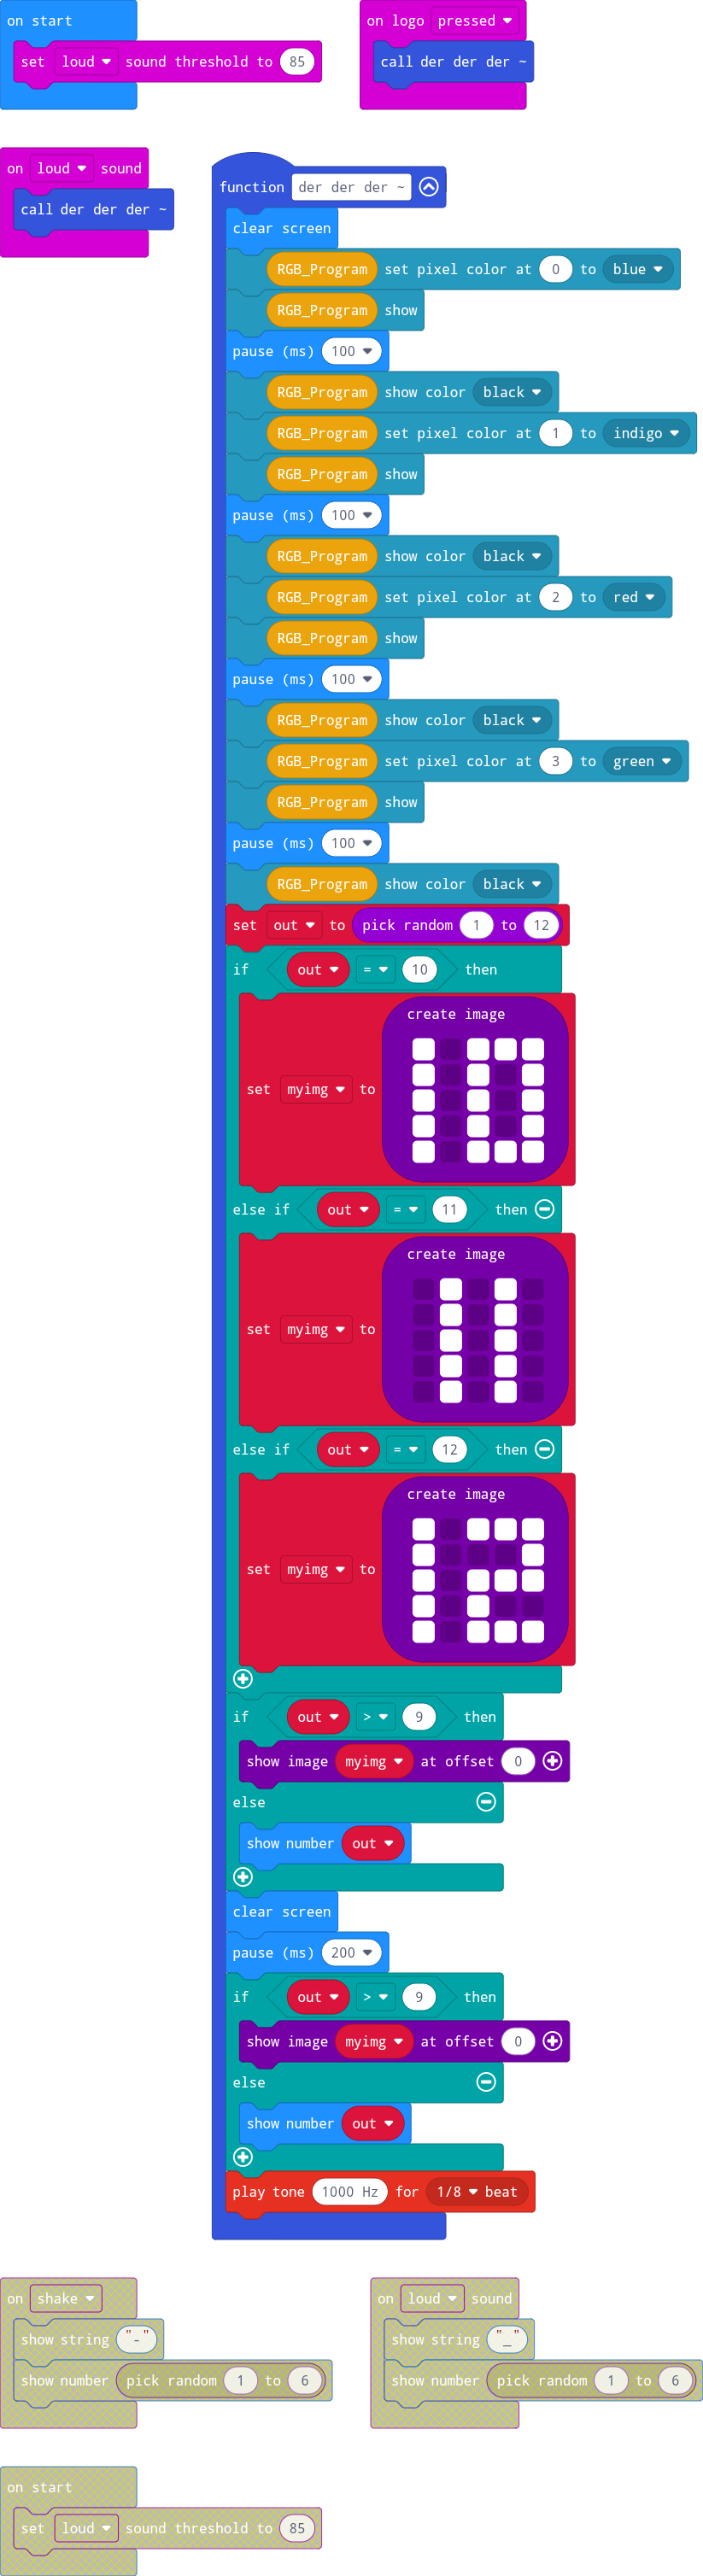 on start
set loud sound threshold to 85
on logo pressed
call der der der ~
on loud sound
call der der der ~
function der der der ~
clear screen
RGB_Program set pixel color at 0 to blue
RGB_Program show
pause (ms) 100
RGB_Program show color black
RGB_Program set pixel color at 1 to indigo
RGB_Program show
pause (ms) 100
RGB_Program show color black
RGB_Program set pixel color at 2 to red
RGB_Program show
pause (ms) 100
RGB_Program show color black
RGB_Program set pixel color at 3 to green
RGB_Program show
pause (ms) 100
RGB_Program show color black
set out to pick random 1 to 12
if out = 10 then
create image
set myimg to
else if out = 11 then
create image
set myimg to
else if out = 12 then
create image
set myimg to
if out > 9 then
show image myimg at offset 0
else
show number out
clear screen
pause (ms) 200
if out > 9 then
show image myimg at offset 0
else
show number out
play tone 1000 Hz for 1/8 beat
on shake
show string "-"
show number pick random 1 to 6
on loud sound
show string "_"
show number pick random 1 to 6
on start
set loud sound threshold to 85